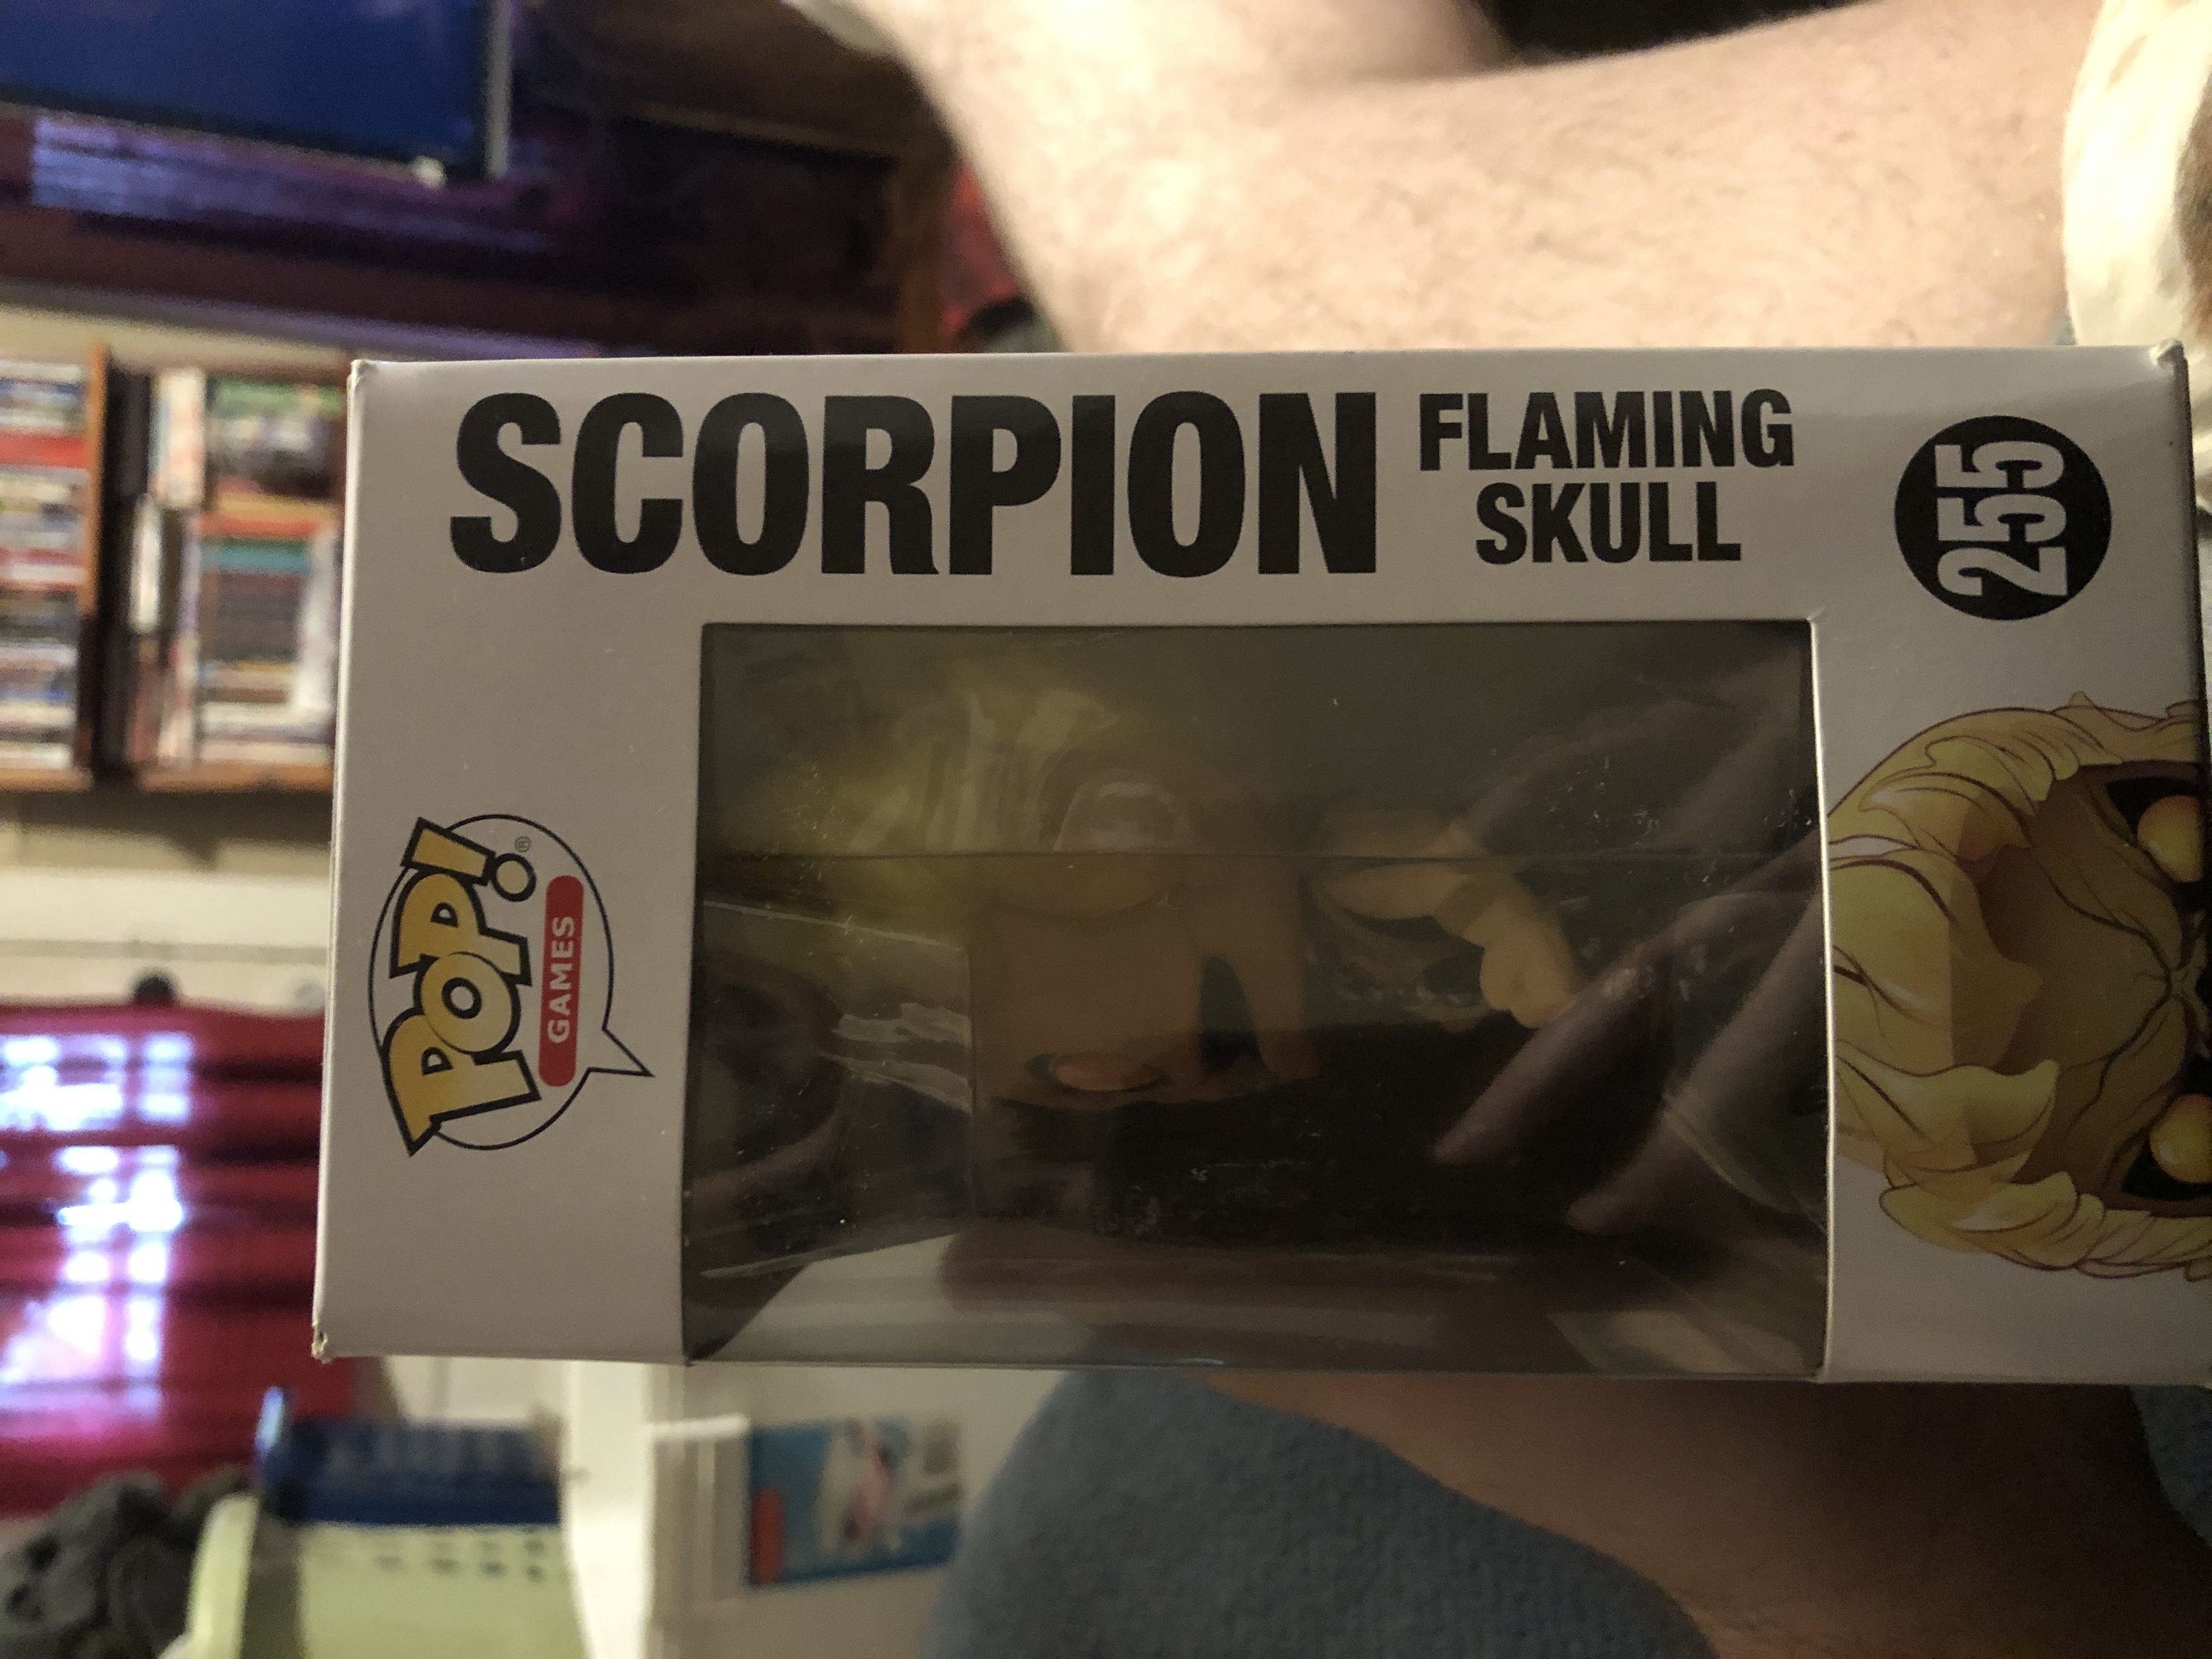 SCORPION
FLAMING
SKULL
255
POP!
®
GAMES